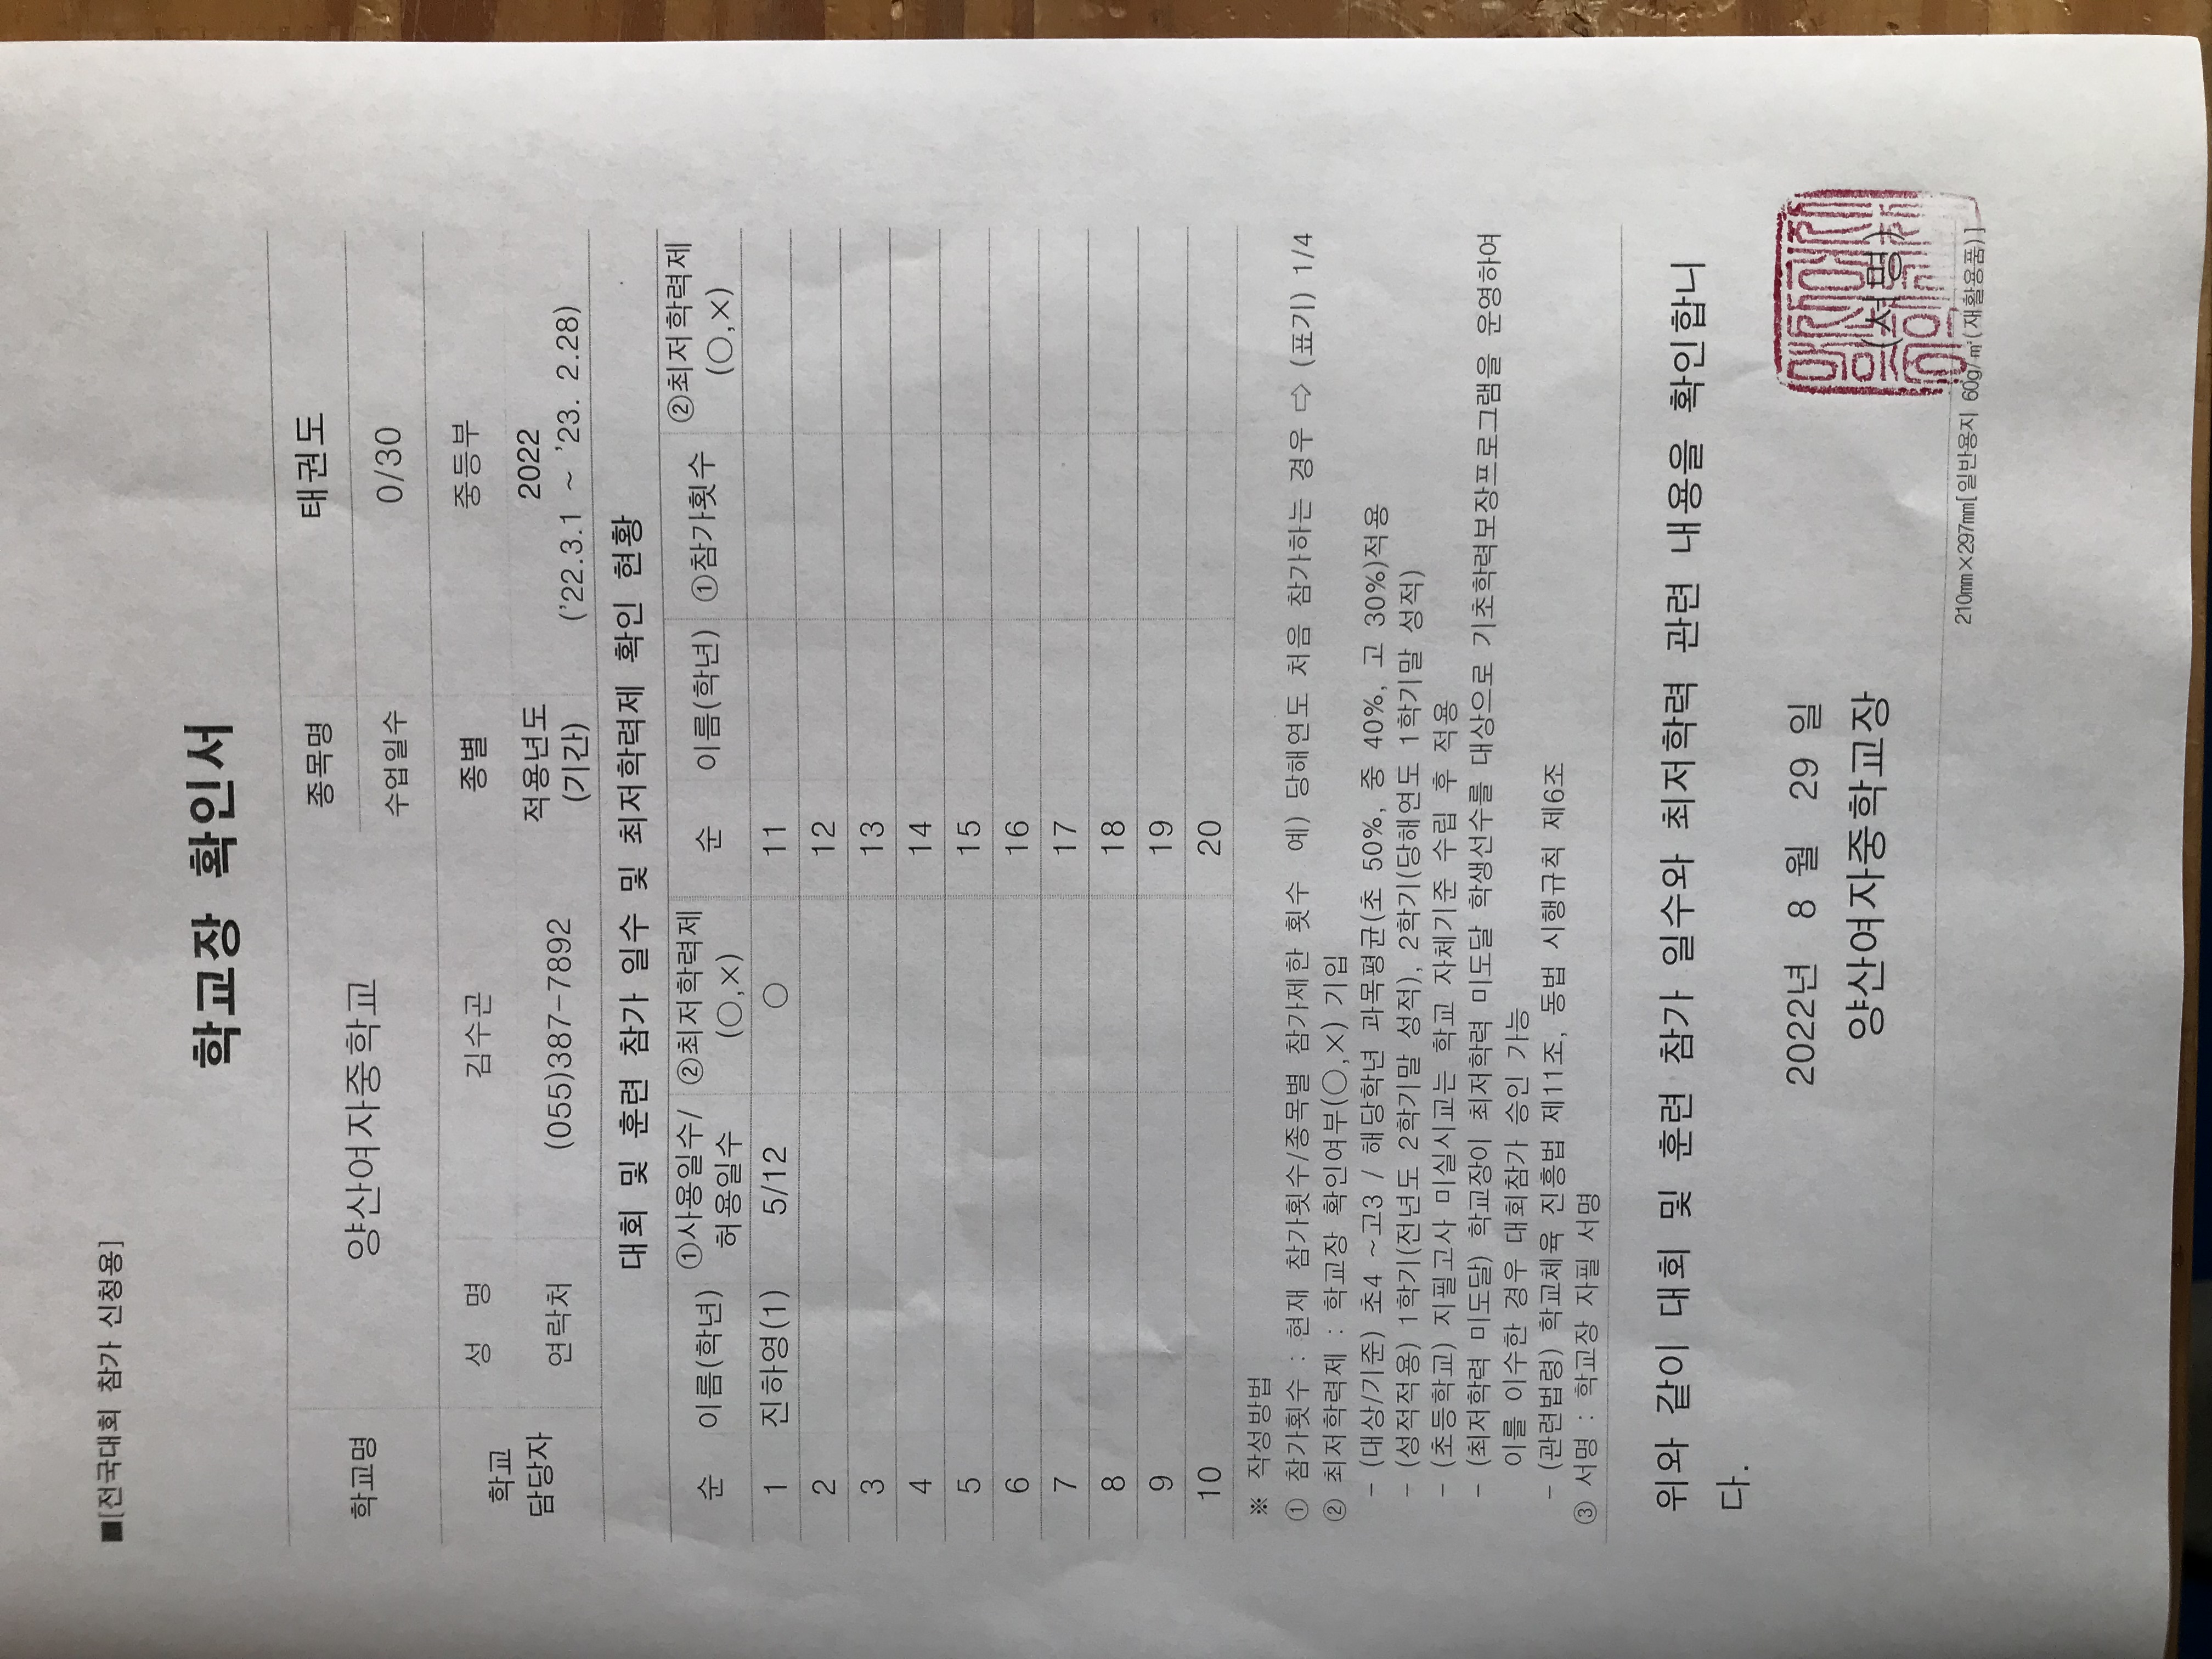 ■[전국대회 참가 신청용]
학교장 확인서
학교명 양산여자중학교 종목명 태권도
수업일수 0/30
학교 담당자 성 명 김수곤 종별 중등부
연락처 (055)387-7892 적용년도 (기간) 2022 ('22.3.1 ~ '23. 2.28)
대회 및 훈련 참가 일수 및 최저학력제 확인 현황
순 이름(학년) ①사용일수/허용일수 ②최저학력제 (○,×) 순 이름(학년) ①참가횟수 ②최저학력제 (○,×)
1 진하영(1) 5/12 ○ 11
2 12
3 13
4 14
5 15
6 16
7 17
8 18
9 19
10 20
※ 작성방법
① 참가횟수 : 현재 참가횟수/종목별 참가제한 횟수 예) 당해연도 처음 참가하는 경우 ⇨ (표기) 1/4
② 최저학력제 : 학교장 확인여부(○,×) 기입
- (대상/기준) 초4 ~고3 / 해당학년 과목평균(초 50%, 중 40%, 고 30%)적용
- (성적적용) 1학기(전년도 2학기말 성적), 2학기(당해연도 1학기말 성적)
- (초등학교) 지필고사 미실시교는 학교 자체기준 수립 후 적용
- (최저학력 미도달) 학교장이 최저학력 미도달 학생선수를 대상으로 기초학력보장프로그램을 운영하여
이를 이수한 경우 대회참가 승인 가능
- (관련법령) 학교체육 진흥법 제11조, 동법 시행규칙 제6조
③ 서명 : 학교장 자필 서명
위와 같이 대회 및 훈련 참가 일수와 최저학력 관련 내용을 확인합니
다.
2022년 8 월 29 일
양산여자중학교장 (서명)
210mm×297mm[일반용지 60g/㎡(재활용품)]